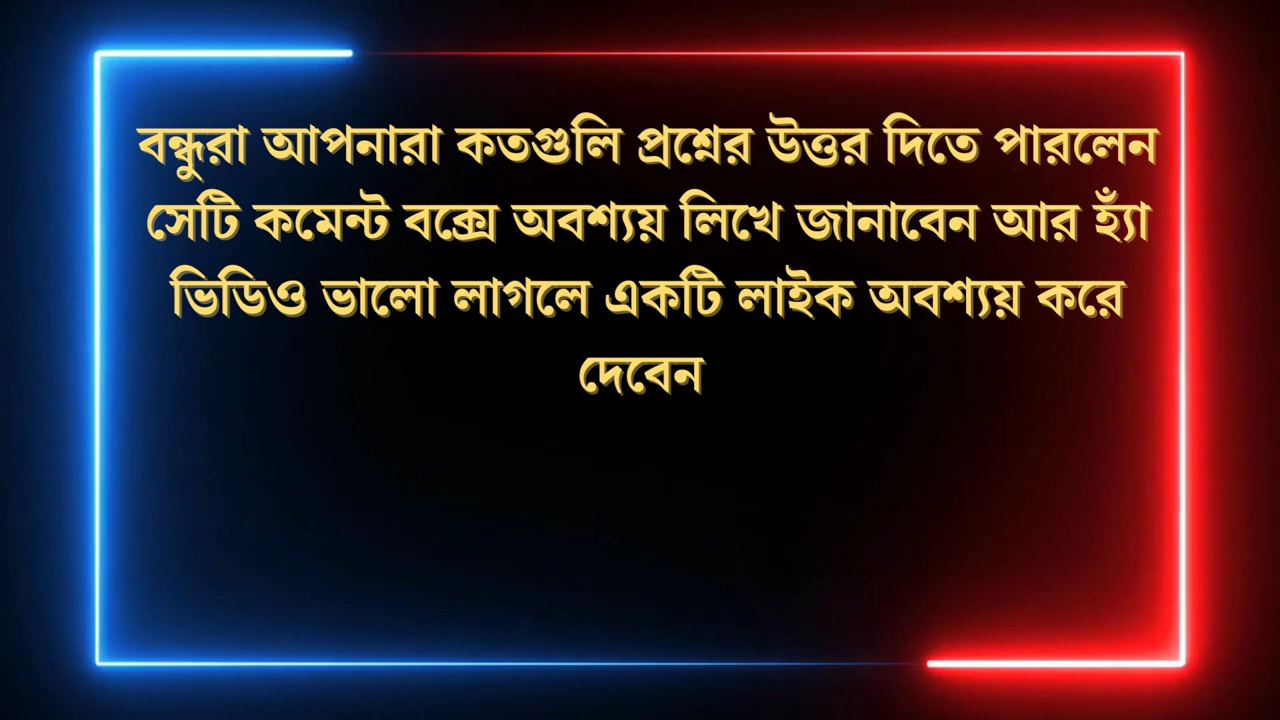 বন্ধুরা আপনারা কতগুলি প্রশ্নের উত্তর দিতে পারলেন
সেটি কমেন্ট বক্সে অবশ্যয় লিখে জানাবেন আর হ্যাঁ
ভিডিও ভালো লাগলে একটি লাইক অবশ্যয় করে
দেবেন